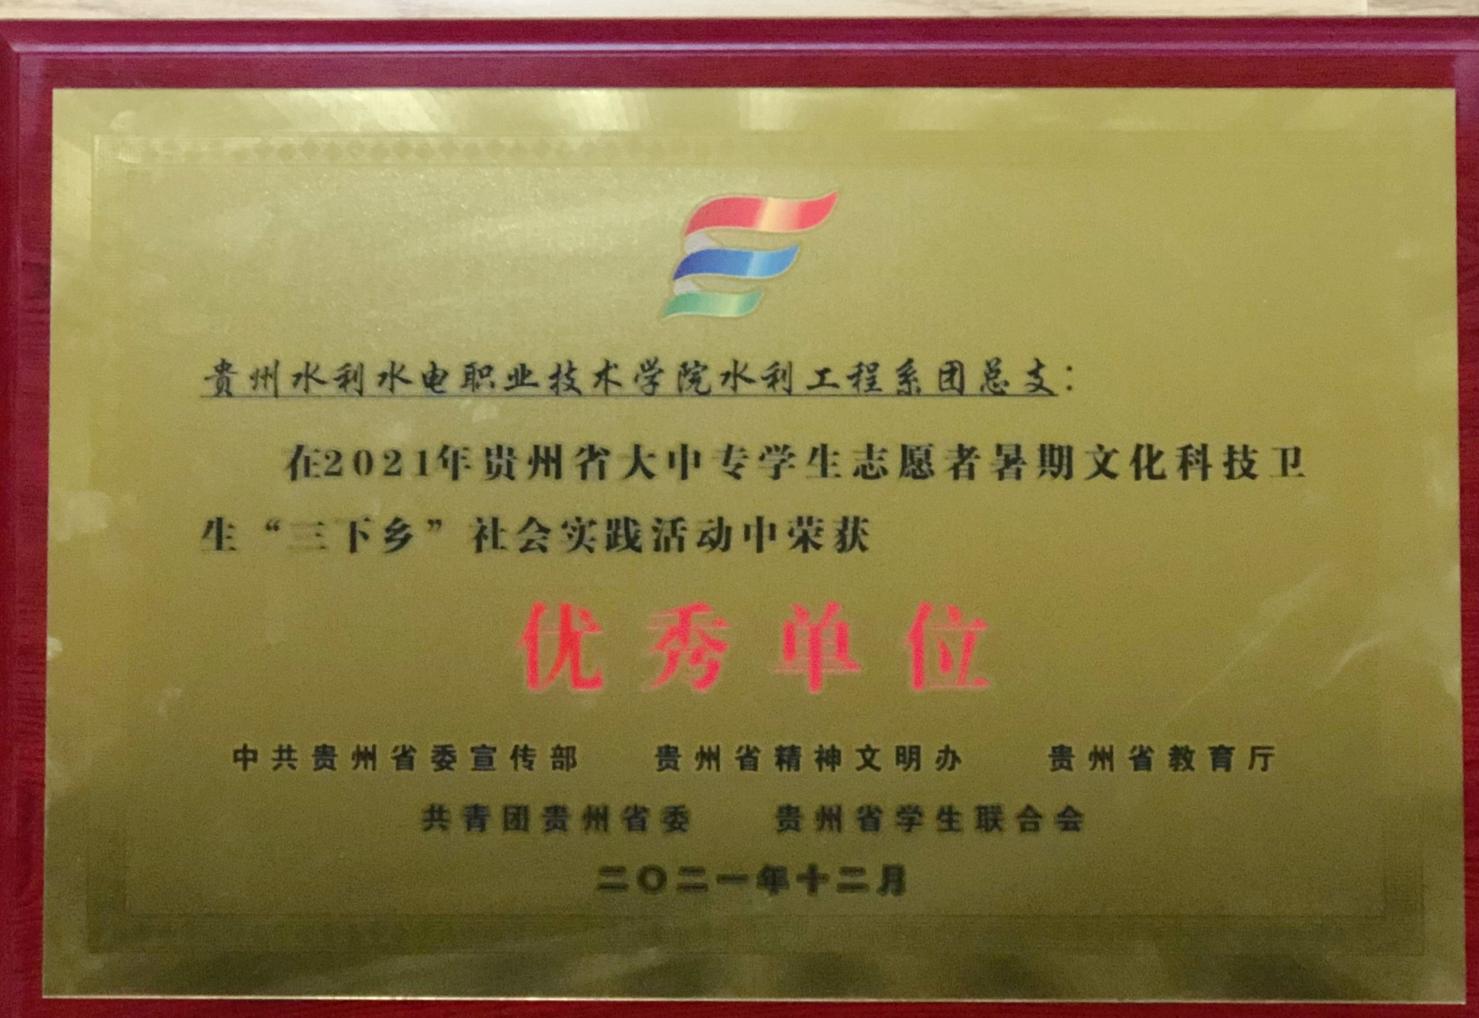 贵州水利水电职业技术学院水利工程系团总支：
在2021年贵州省大中专学生志愿者暑期文化科技卫
生“三下乡”社会实践活动中荣获
优秀单位
中共贵州省委宣传部 贵州省精神文明办 贵州省教育厅
共青团贵州省委 贵州省学生联合会
二〇二一年十二月